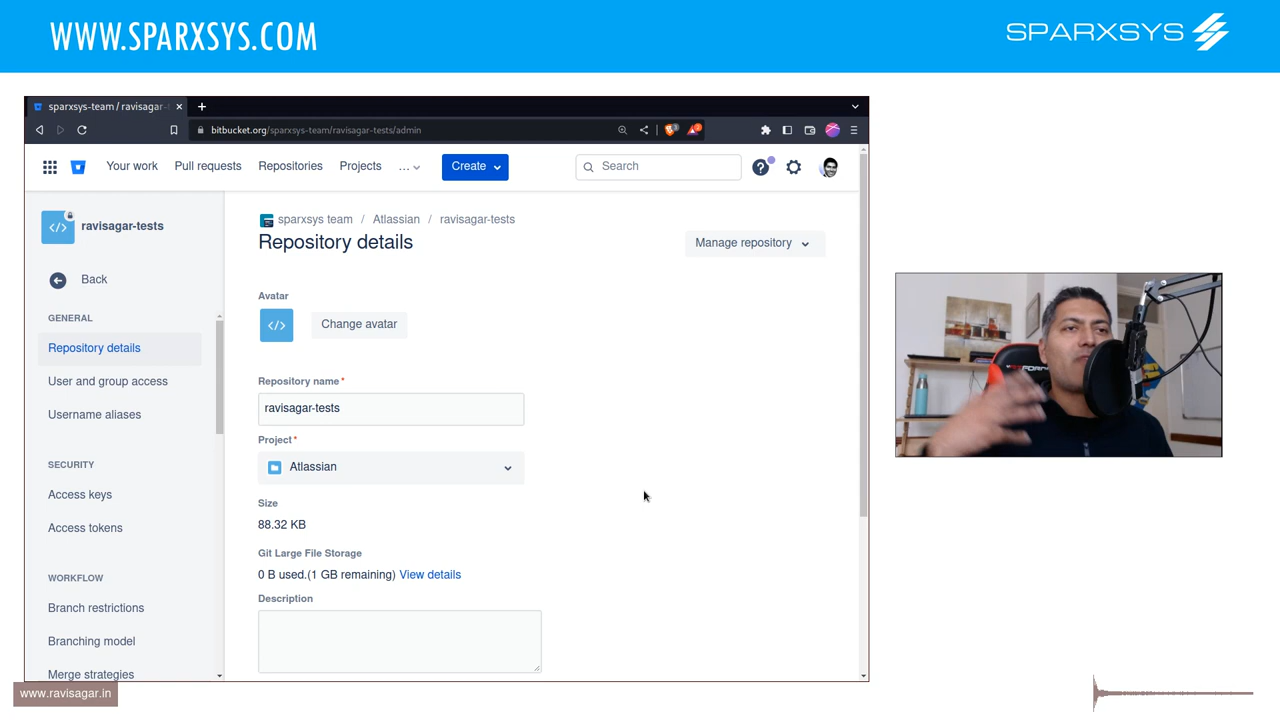 WWW.SPARXSYS.COM
SPARXSYS
sparxsys-team / ravisagar-
bitbucket.org/sparxsys-team/ravisagar-tests/admin
Your work
Pull requests
Repositories
Projects
...
Create
Search
ravisagar-tests
Back
GENERAL
Repository details
User and group access
Username aliases
SECURITY
Access keys
Access tokens
WORKFLOW
Branch restrictions
Branching model
Merge strategies
sparxsys team / Atlassian / ravisagar-tests
Repository details
Manage repository
Avatar
Change avatar
Repository name*
ravisagar-tests
Project*
Atlassian
Size
88.32 KB
Git Large File Storage
0 B used.(1 GB remaining) View details
Description
www.ravisagar.in